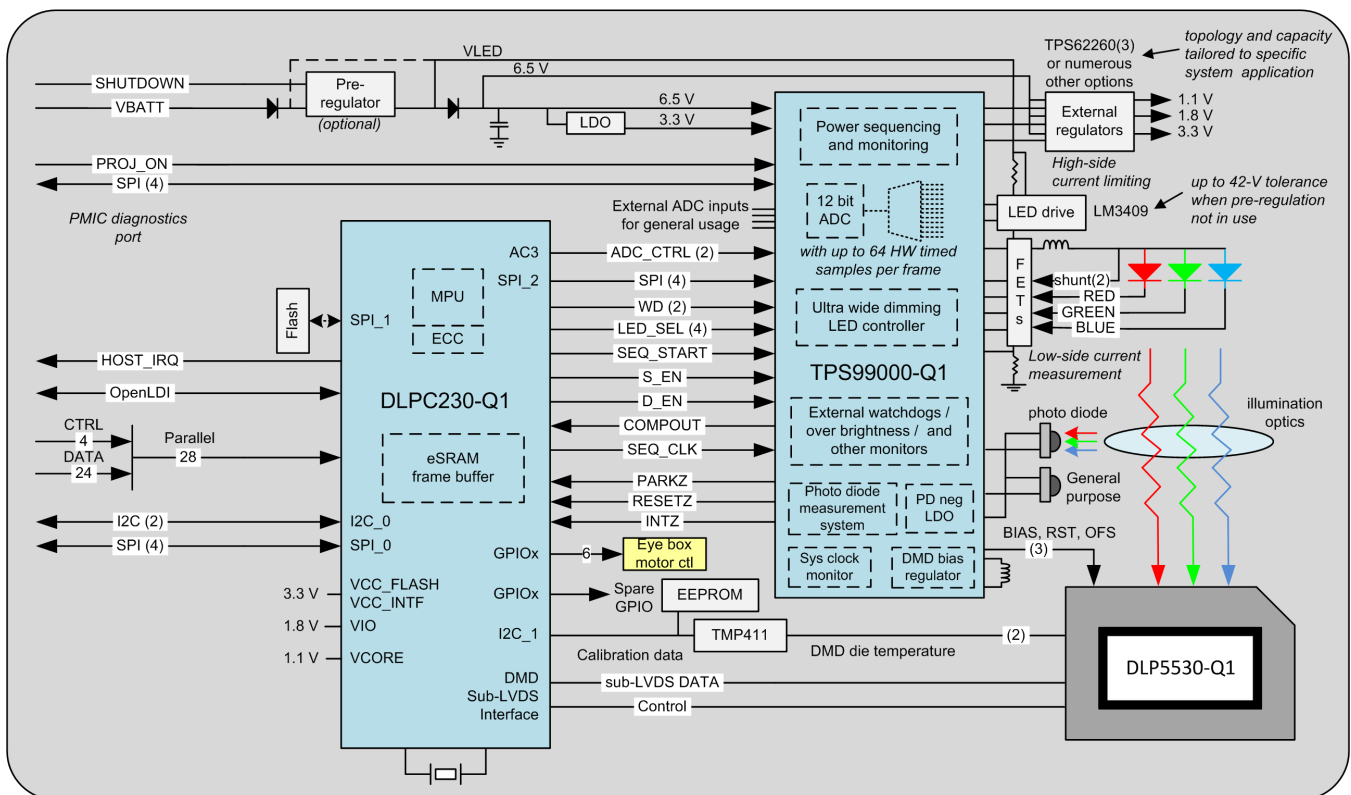 VLED
6.5 V
SHUTDOWN
VBATT
Pre-
regulator
(optional)
6.5 V
3.3 V
LDO
TPS62260(3)
or numerous
other options
topology and capacity
tailored to specific
system application
External
regulators
1.1 V
1.8 V
3.3 V
Power sequencing
and monitoring
PROJ_ON
SPI (4)
PMIC diagnostics
port
High-side
current limiting
up to 42-V tolerance
when pre-regulation
not in use
LED drive
LM3409
External ADC inputs
for general usage
12 bit
ADC
with up to 64 HW timed
samples per frame
AC3
SPI_2
MPU
ECC
Flash
SPI_1
ADC_CTRL (2)
SPI (4)
WD (2)
LED_SEL (4)
SEQ_START
S_EN
D_EN
COMPOUT
SEQ_CLK
PARKZ
RESETZ
INTZ
Ultra wide dimming
LED controller
F
E
T
s
shunt(2)
RED
GREEN
BLUE
Low-side current
measurement
TPS99000-Q1
HOST_IRQ
OpenLDI
CTRL
4
DATA
24
Parallel
28
DLPC230-Q1
eSRAM
frame buffer
External watchdogs /
over brightness / and
other monitors
photo diode
illumination
optics
General
purpose
Photo diode
measurement
system
PD neg
LDO
Sys clock
monitor
DMD bias
regulator
BIAS, RST, OFS
(3)
I2C (2)
SPI (4)
I2C_0
SPI_0
GPIOx
6
Eye box
motor ctl
3.3 V
VCC_FLASH
VCC_INTF
GPIOx
Spare
GPIO
EEPROM
1.8 V
VIO
I2C_1
TMP411
(2)
1.1 V
VCORE
Calibration data
DMD die temperature
DLP5530-Q1
DMD
Sub-LVDS
Interface
sub-LVDS DATA
Control